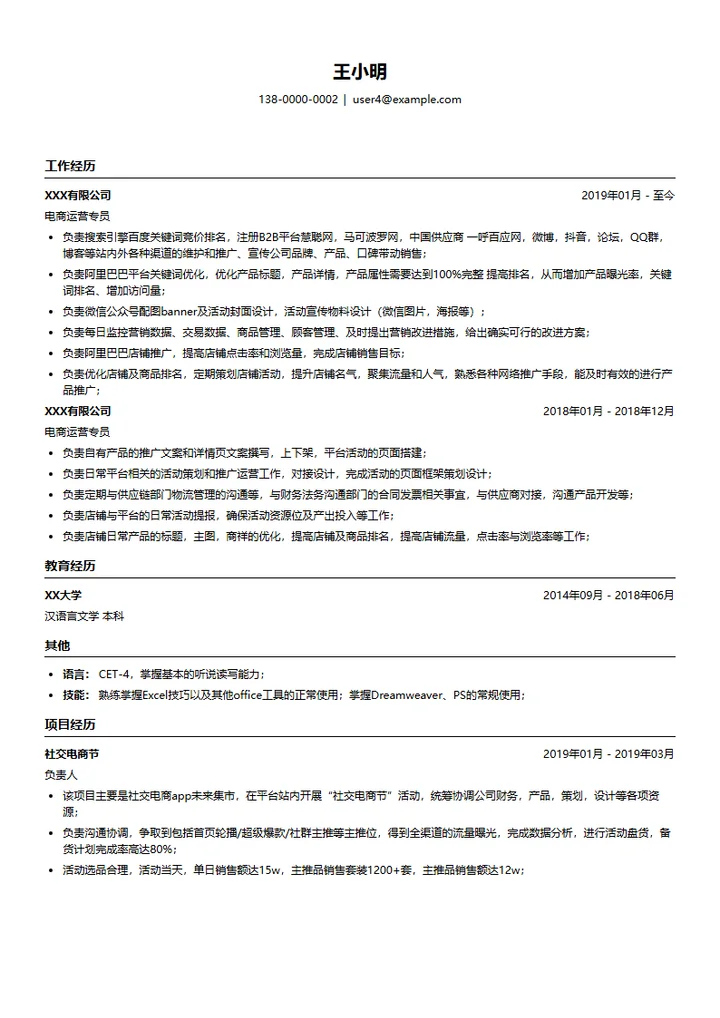 王小明
138-0000-0002 | user4@example.com
工作经历
XXX有限公司 2019年01月 - 至今
电商运营专员
• 负责搜索引擎百度关键词竞价排名，注册B2B平台慧聪网，马可波罗网，中国供应商 一呼百应网，微博，抖音，论坛，QQ群，
博客等站内外各种渠道的维护和推广、宣传公司品牌、产品、口碑带动销售；
• 负责阿里巴巴平台关键词优化，优化产品标题，产品详情，产品属性需要达到100%完整 提高排名，从而增加产品曝光率，关键
词排名、增加访问量；
• 负责微信公众号配图banner及活动封面设计，活动宣传物料设计（微信图片，海报等）；
• 负责每日监控营销数据、交易数据、商品管理、顾客管理、及时提出营销改进措施，给出确实可行的改进方案；
• 负责阿里巴巴店铺推广，提高店铺点击率和浏览量，完成店铺销售目标；
• 负责优化店铺及商品排名，定期策划店铺活动，提升店铺名气，聚集流量和人气，熟悉各种网络推广手段，能及时有效的进行产
品推广；
XXX有限公司 2018年01月 - 2018年12月
电商运营专员
• 负责自有产品的推广文案和详情页文案撰写，上下架，平台活动的页面搭建；
• 负责日常平台相关的活动策划和推广运营工作，对接设计，完成活动的页面框架策划设计；
• 负责定期与供应链部门物流管理的沟通等，与财务法务沟通部门的合同发票相关事宜，与供应商对接，沟通产品开发等；
• 负责店铺与平台的日常活动提报，确保活动资源位及产出投入等工作；
• 负责店铺日常产品的标题，主图，商祥的优化，提高店铺及商品排名，提高店铺流量，点击率与浏览率等工作；
教育经历
XX大学 2014年09月 - 2018年06月
汉语言文学 本科
其他
• 语言： CET-4，掌握基本的听说读写能力；
• 技能： 熟练掌握Excel技巧以及其他office工具的正常使用；掌握Dreamweaver、PS的常规使用；
项目经历
社交电商节 2019年01月 - 2019年03月
负责人
• 该项目主要是社交电商app未来集市，在平台站内开展“社交电商节”活动，统筹协调公司财务，产品，策划，设计等各项资
源；
• 负责沟通协调，争取到包括首页轮播/超级爆款/社群主推等主推位，得到全渠道的流量曝光，完成数据分析，进行活动盘货，备
货计划完成率高达80%；
• 活动选品合理，活动当天，单日销售额达15w，主推品销售套装1200+套，主推品销售额达12w；